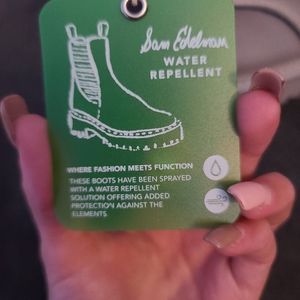 Sam Edelman
WATER
REPELLENT
WHERE FASHION MEETS FUNCTION
THESE BOOTS HAVE BEEN SPRAYED
WITH A WATER REPELLENT
SOLUTION OFFERING ADDED
PROTECTION AGAINST THE
ELEMENTS